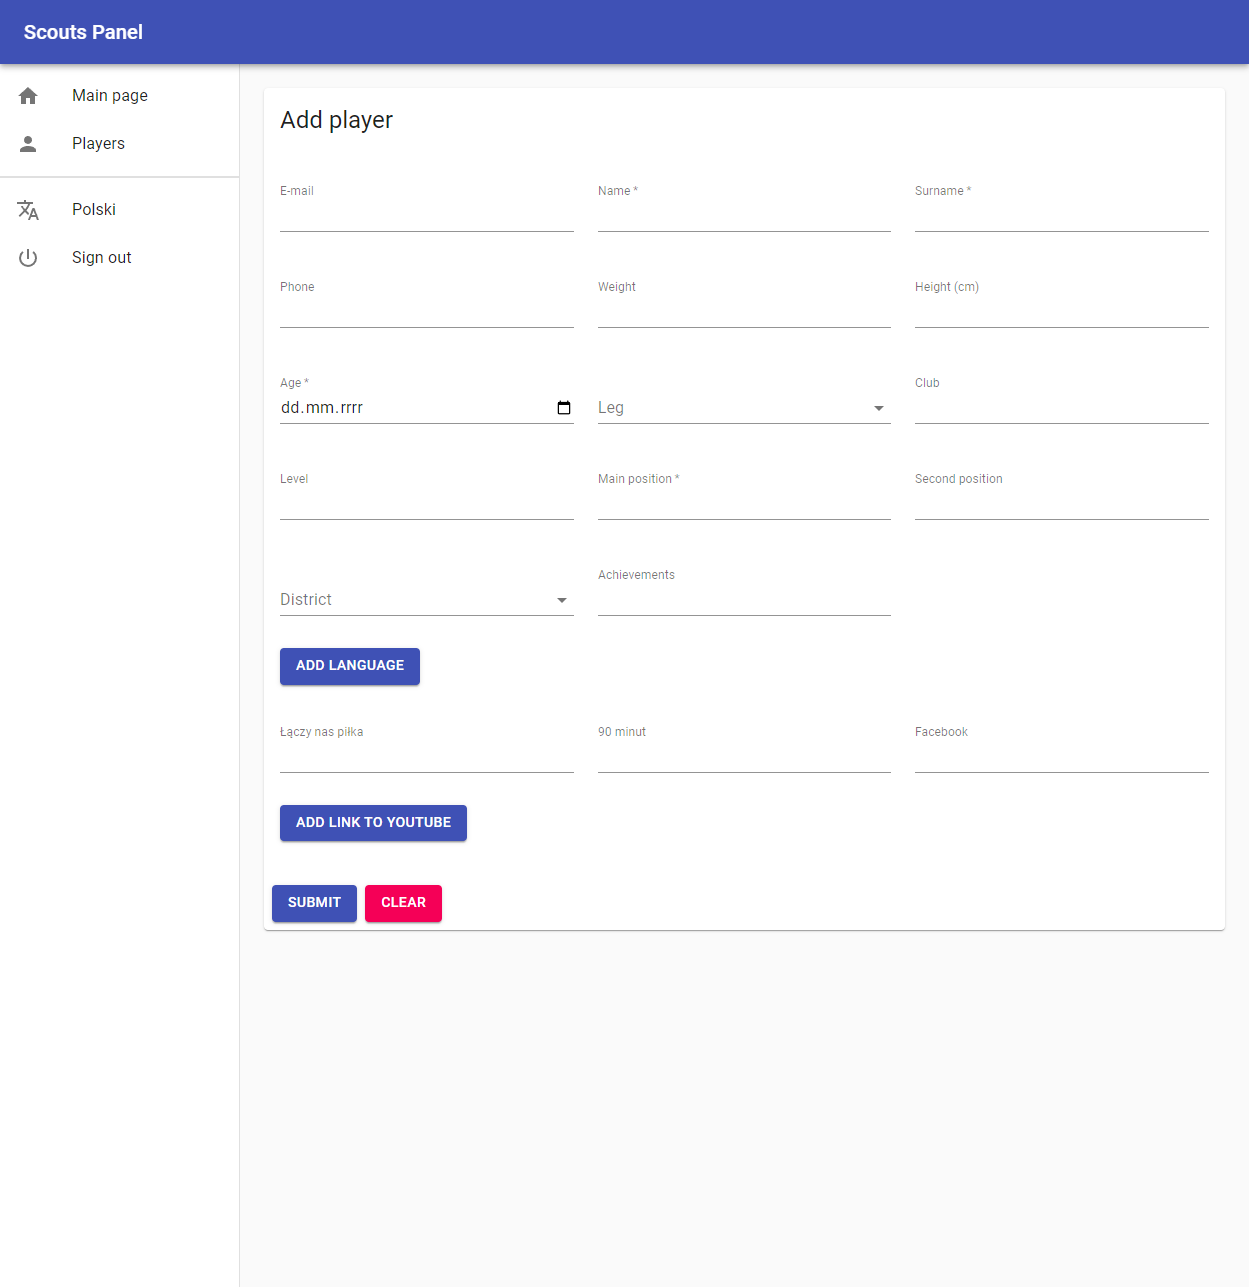 Scouts Panel
Main page
Players
Polski
Sign out
Add player
E-mail
Name *
Surname *
Phone
Weight
Height (cm)
Age *
dd.mm.rrrr
Leg
Club
Level
Main position *
Second position
District
Achievements
ADD LANGUAGE
Łączy nas piłka
90 minut
Facebook
ADD LINK TO YOUTUBE
SUBMIT
CLEAR